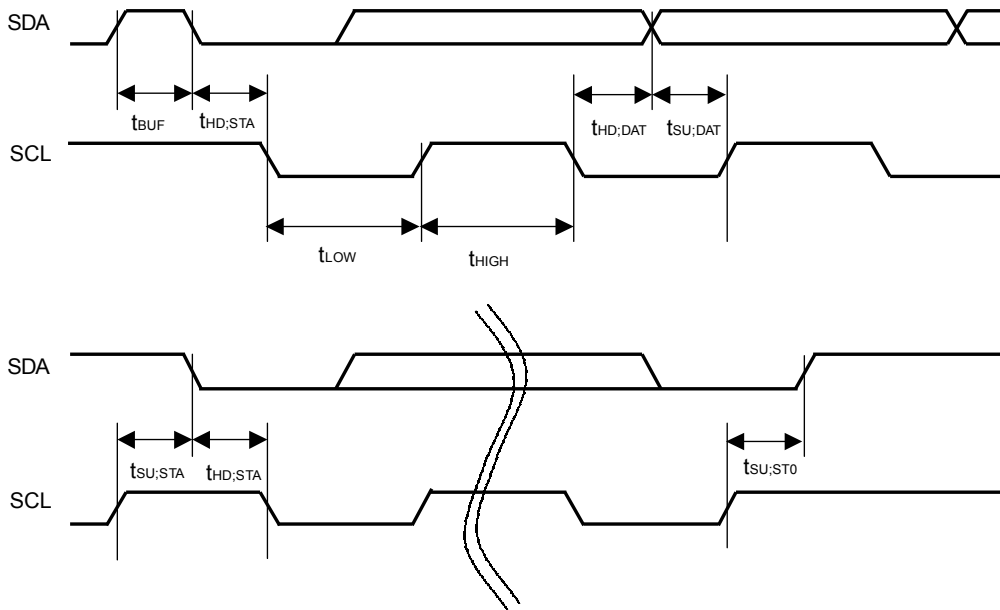 SDA
tBUF
tHD;STA
tHD;DAT
tSU;DAT
SCL
tLOW
tHIGH
SDA
tSU;STA
tHD;STA
tSU;ST0
SCL